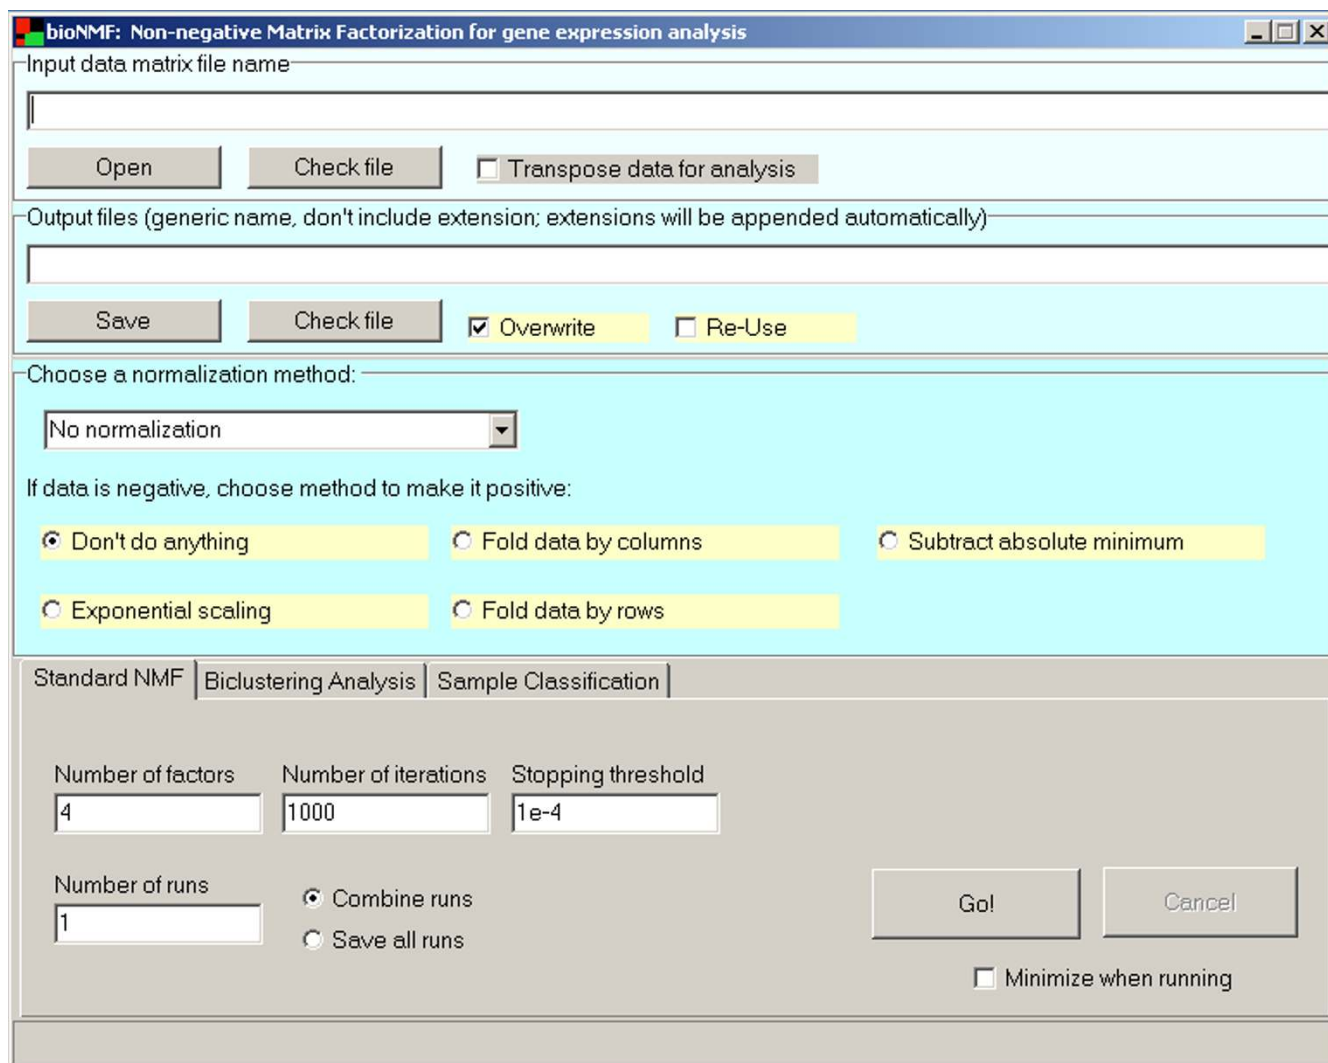 bioNMF: Non-negative Matrix Factorization for gene expression analysis
Input data matrix file name
Open Check file Transpose data for analysis
Output files (generic name, don't include extension; extensions will be appended automatically)
Save Check file Overwrite Re-Use
Choose a normalization method:
No normalization
If data is negative, choose method to make it positive:
Don't do anything Fold data by columns Subtract absolute minimum
Exponential scaling Fold data by rows
Standard NMF Biclustering Analysis Sample Classification
Number of factors Number of iterations Stopping threshold
4 1000 1e-4
Number of runs
1
Combine runs
Save all runs
Go! Cancel
Minimize when running